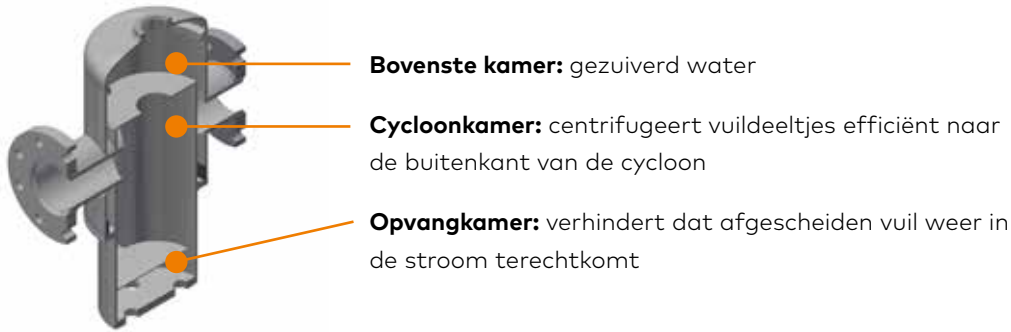 Bovenste kamer: gezuiverd water
Cycloonkamer: centrifugeert vuildeeltjes efficiënt naar
de buitenkant van de cycloon
Opvangkamer: verhindert dat afgescheiden vuil weer in
de stroom terechtkomt